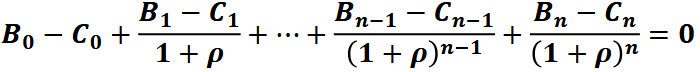 B₀ − C₀ + (B₁ − C₁)/(1 + ρ) + ⋯ + (Bₙ₋₁ − Cₙ₋₁)/(1 + ρ)ⁿ⁻¹ + (Bₙ − Cₙ)/(1 + ρ)ⁿ = 0